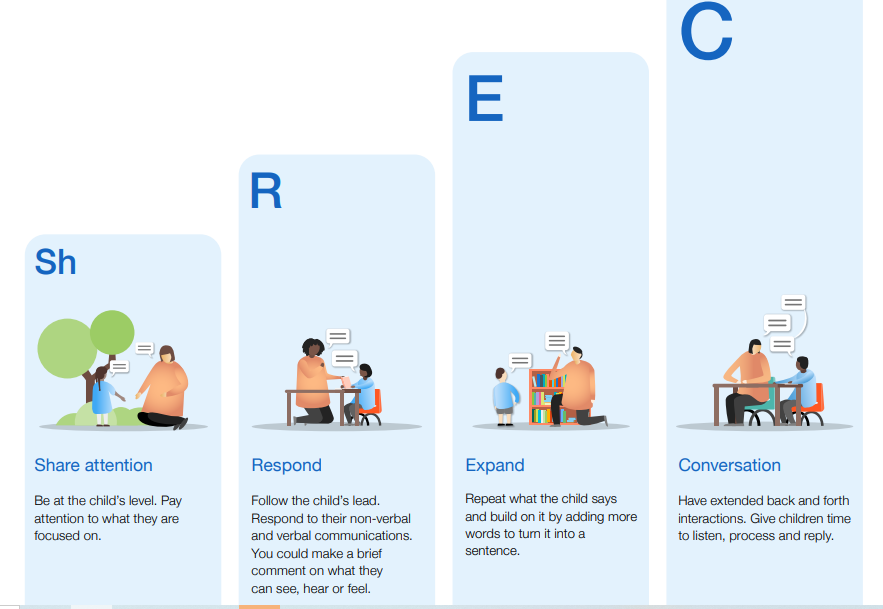 Sh
Share attention
Be at the child's level. Pay
attention to what they are
focused on.
R
Respond
Follow the child's lead.
Respond to their non-verbal
and verbal communications.
You could make a brief
comment on what they
can see, hear or feel.
E
Expand
Repeat what the child says
and build on it by adding more
words to turn it into a
sentence.
C
Conversation
Have extended back and forth
interactions. Give children time
to listen, process and reply.